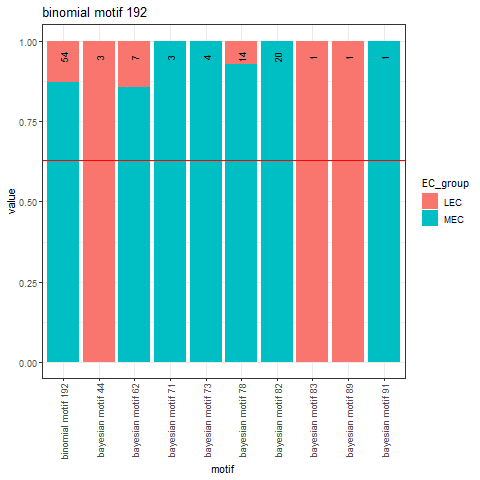 binomial motif 192
1.00
0.75
0.50
0.25
0.00
value
54
3
7
3
4
14
20
1
1
1
binomial motif 192
bayesian motif 44
bayesian motif 62
bayesian motif 71
bayesian motif 73
bayesian motif 78
bayesian motif 82
bayesian motif 83
bayesian motif 89
bayesian motif 91
motif
EC_group
LEC
MEC